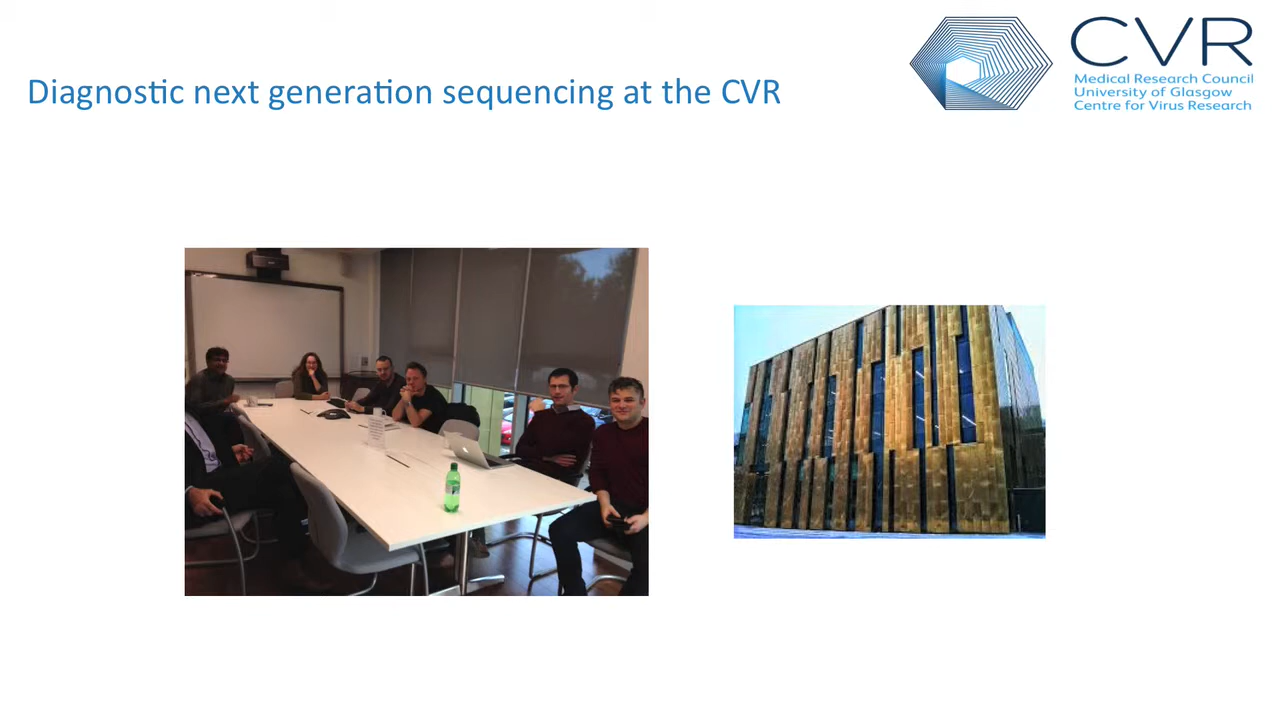 Diagnostic next generation sequencing at the CVR
CVR
Medical Research Council
University of Glasgow
Centre for Virus Research